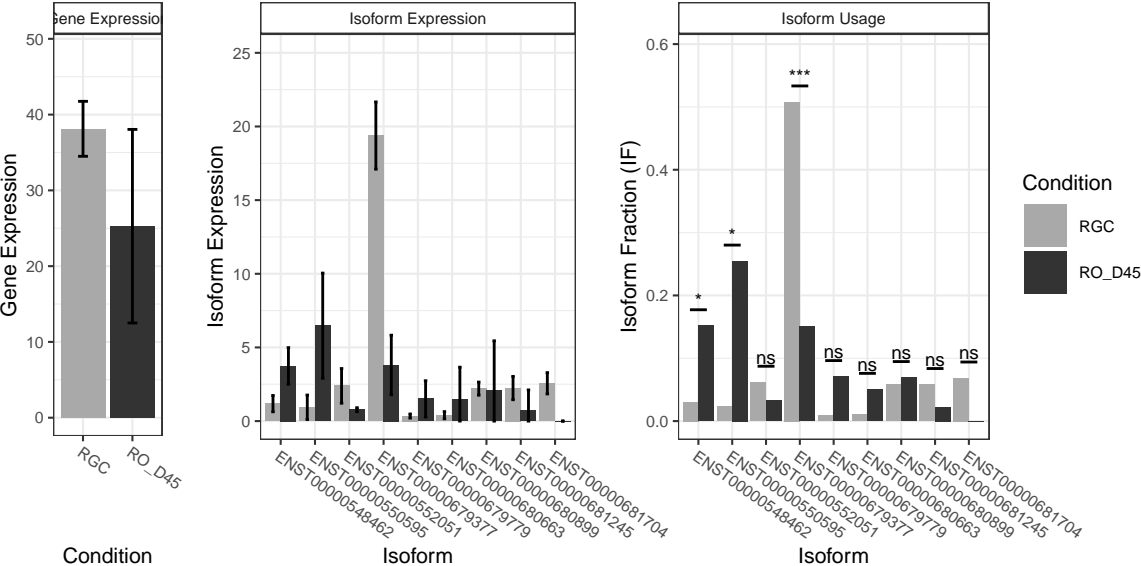 Gene Expression
Isoform Expression
Isoform Usage
Gene Expression
50
40
30
20
10
0
RGC
RO_D45
Condition
Isoform Expression
25
20
15
10
5
0
ENST00000548462
ENST00000550595
ENST00000552051
ENST00000679377
ENST00000679779
ENST00000680663
ENST00000680899
ENST00000681245
ENST00000681704
Isoform
Isoform Fraction (IF)
0.6
0.4
0.2
0.0
*
*
ns
***
ns
ns
ns
ns
ns
ENST00000548462
ENST00000550595
ENST00000552051
ENST00000679377
ENST00000679779
ENST00000680663
ENST00000680899
ENST00000681245
ENST00000681704
Isoform
Condition
RGC
RO_D45